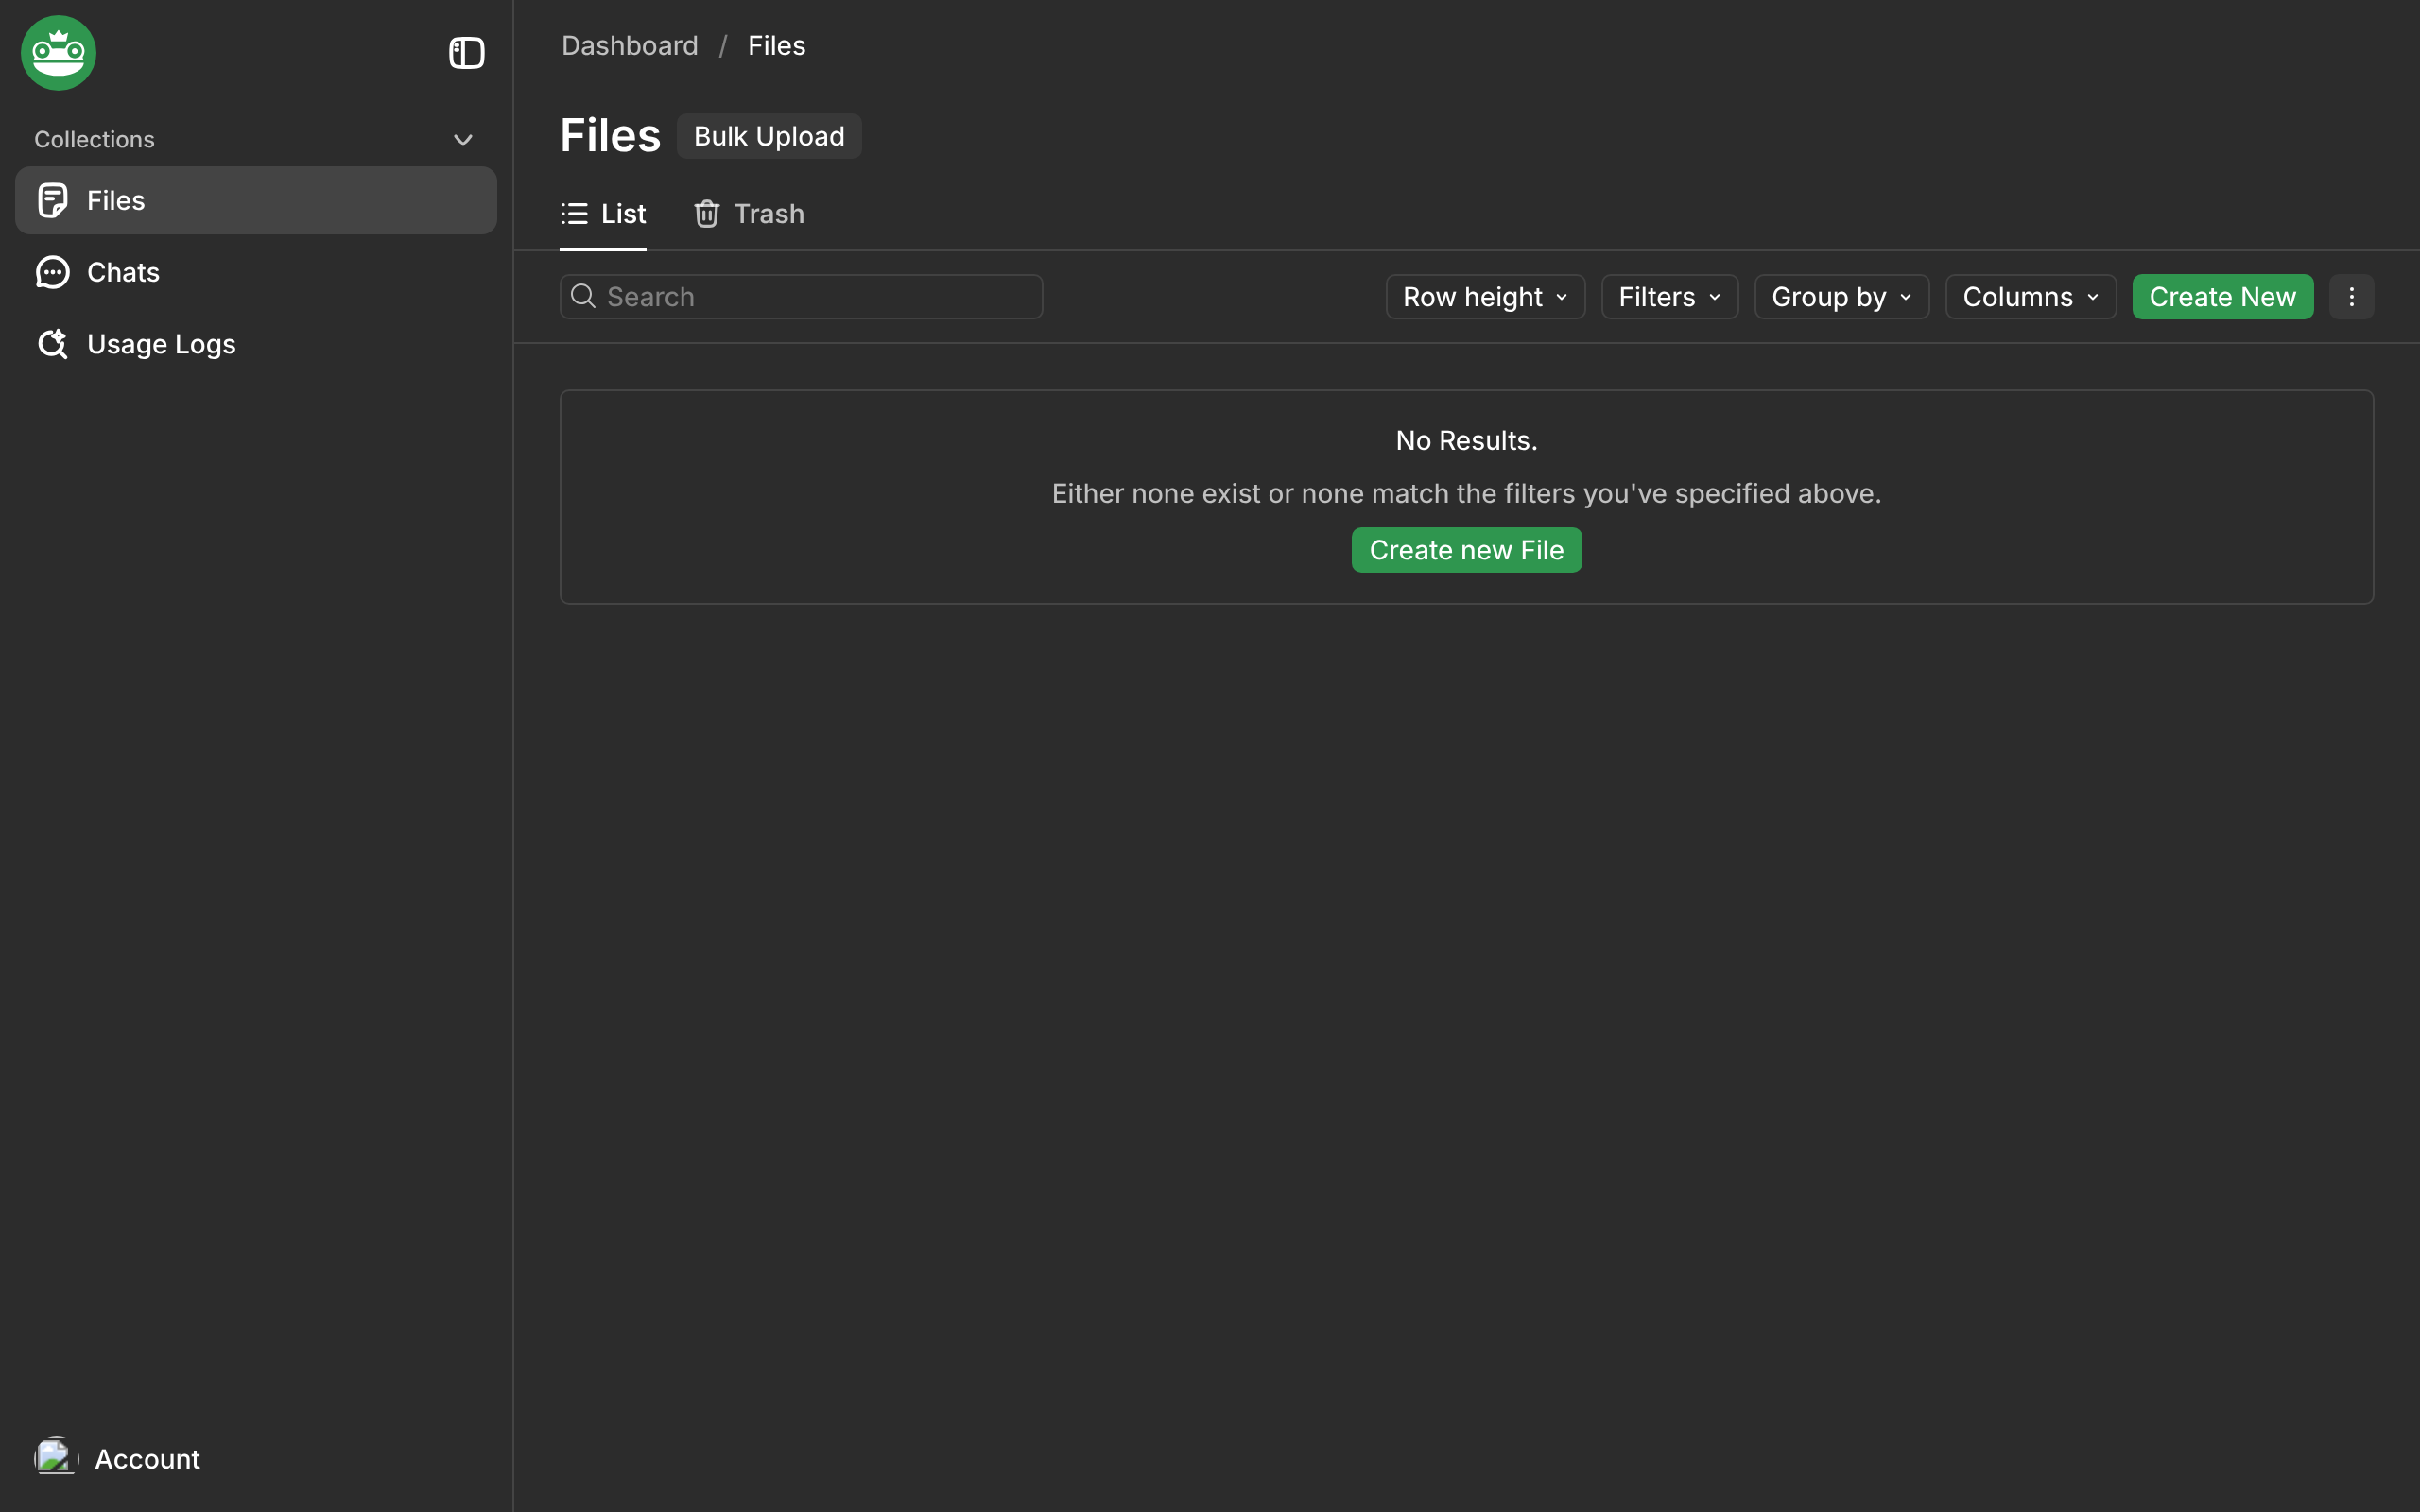 Dashboard / Files
Collections
Files
Chats
Usage Logs
Account
Files
Bulk Upload
List
Trash
Search
Row height
Filters
Group by
Columns
Create New
No Results.
Either none exist or none match the filters you've specified above.
Create new File